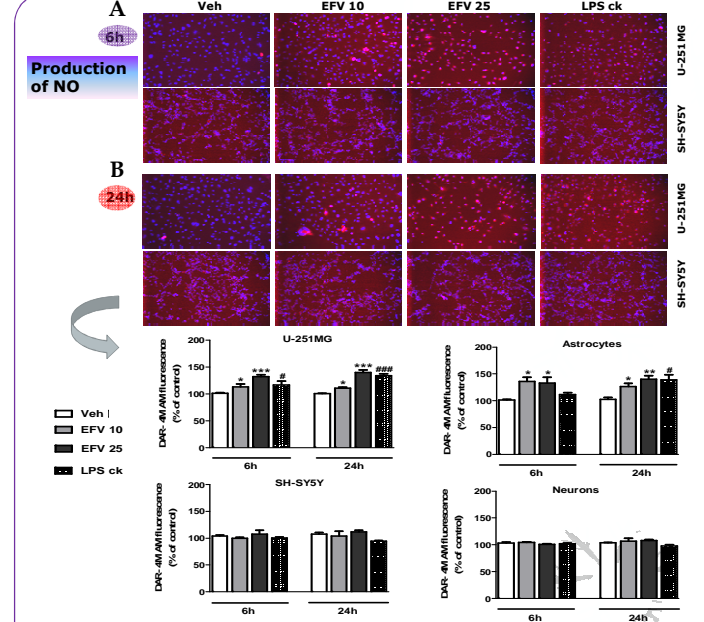 A
Veh EFV 10 EFV 25 LPS ck
6h
U-251MG
Production
of NO
SH-SY5Y
B
24h
U-251MG
SH-SY5Y
U-251MG
DAR- 4M AM fluorescence
(% of control)
200
150
100
50
0
* *** # * *** ###
6h 24h
Astrocytes
DAR- 4M AM fluorescence
(% of control)
200
150
100
50
0
* * * ** #
6h 24h
Veh
EFV 10
EFV 25
LPS ck
SH-SY5Y
DAR- 4M AM fluorescence
(% of control)
200
150
100
50
0
6h 24h
Neurons
DAR- 4M AM fluorescence
(% of control)
200
150
100
50
0
6h 24h